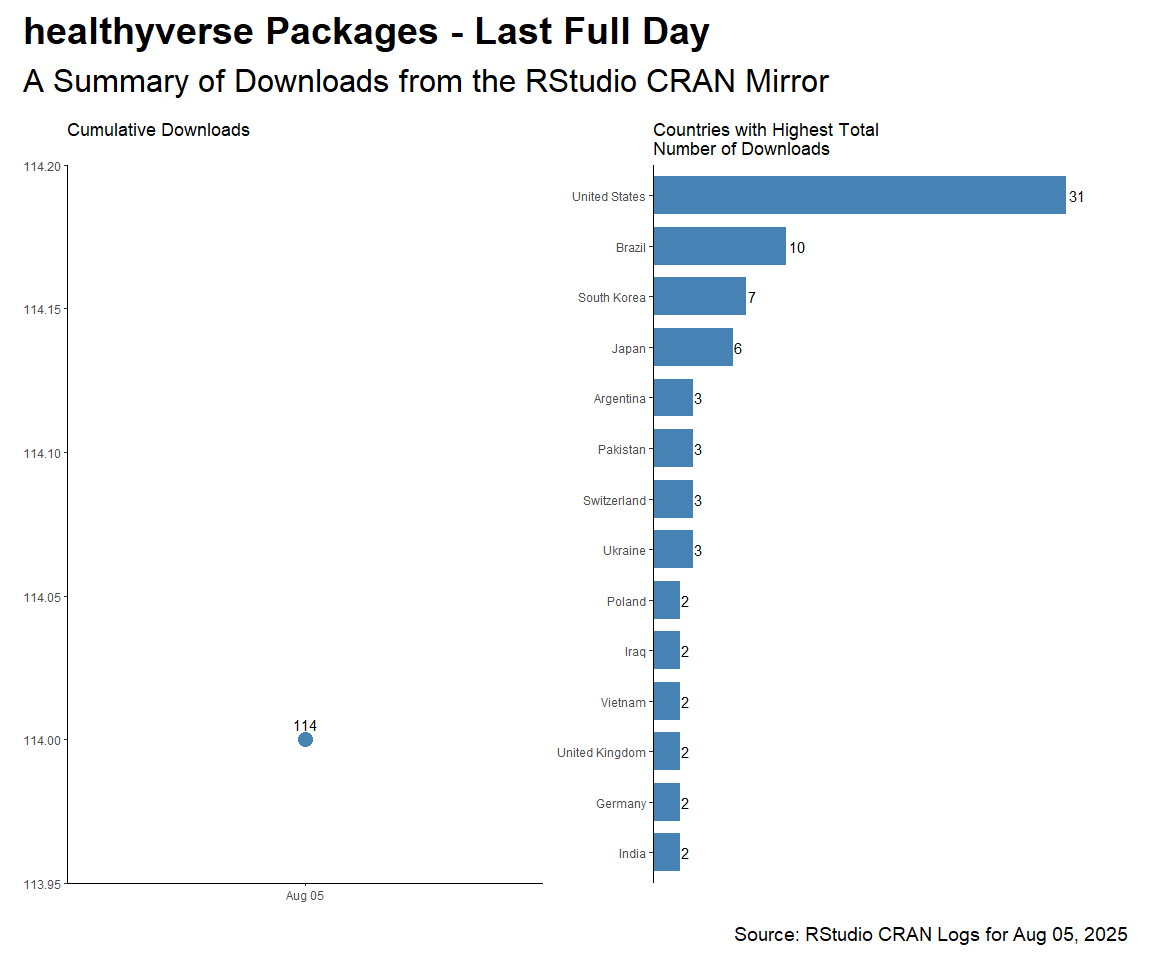 healthyverse Packages - Last Full Day
A Summary of Downloads from the RStudio CRAN Mirror
Cumulative Downloads
114.20
114.15
114.10
114.05
114.00
113.95
114
Aug 05
Countries with Highest Total
Number of Downloads
United States 31
Brazil 10
South Korea 7
Japan 6
Argentina 3
Pakistan 3
Switzerland 3
Ukraine 3
Poland 2
Iraq 2
Vietnam 2
United Kingdom 2
Germany 2
India 2
Source: RStudio CRAN Logs for Aug 05, 2025